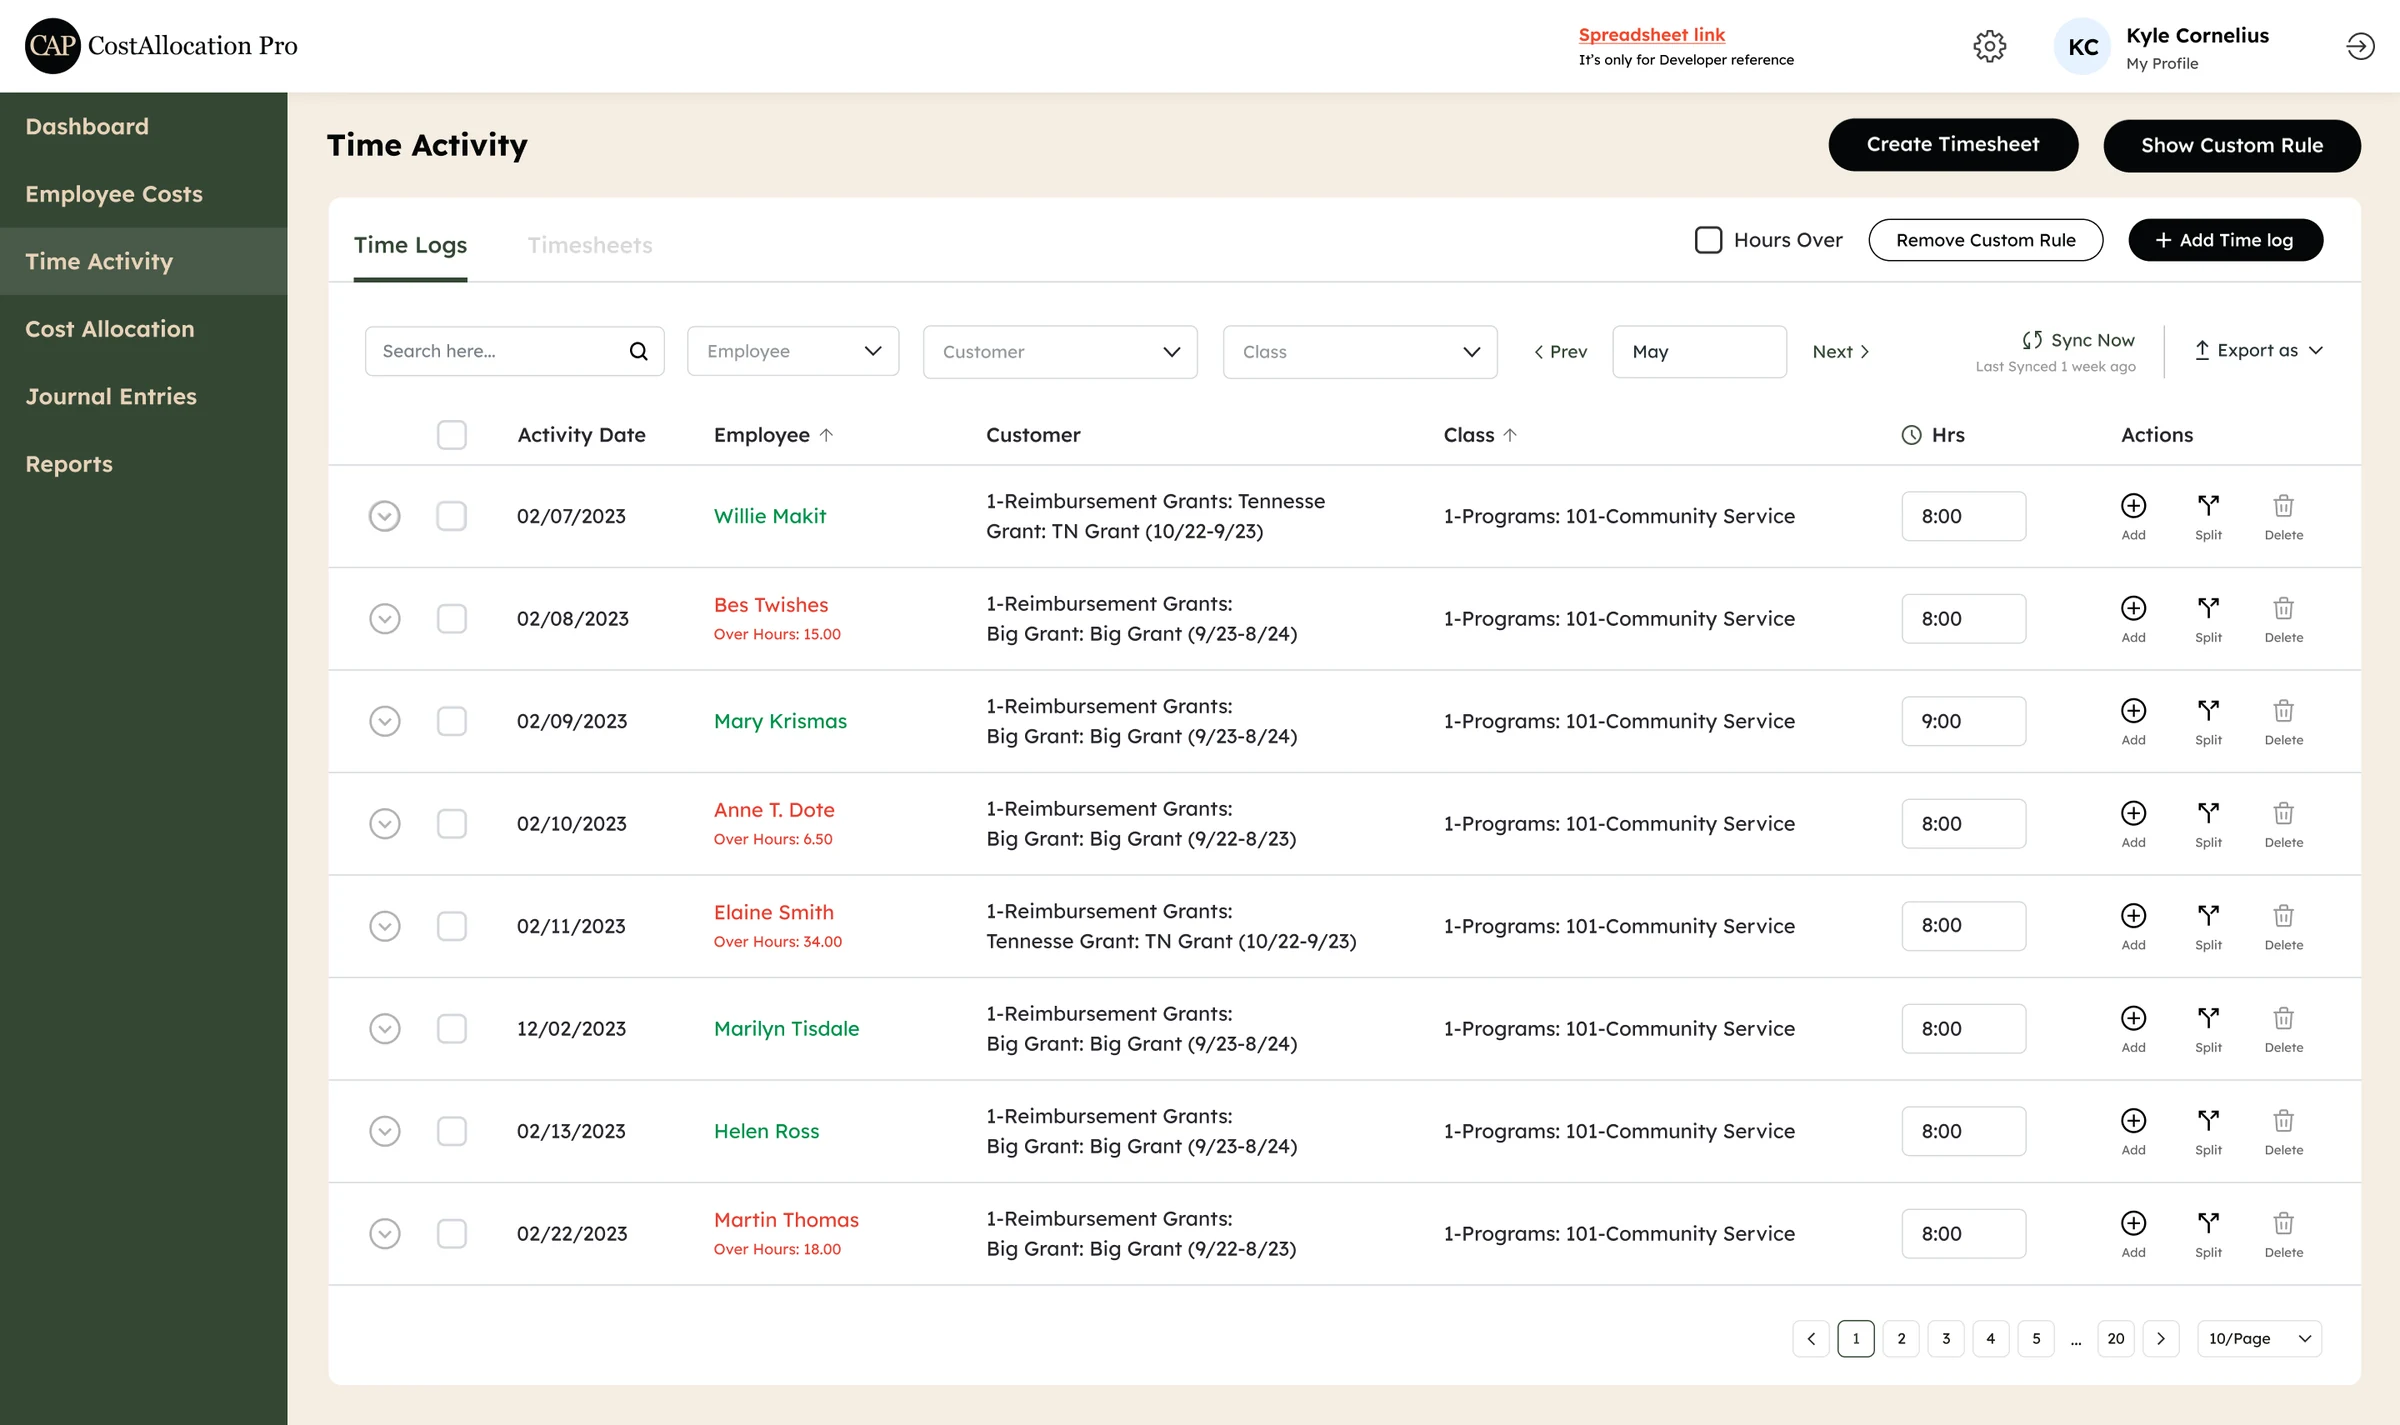 CAP CostAllocation Pro
Spreadsheet link
It's only for Developer reference
KC
Kyle Cornelius
My Profile
Dashboard
Employee Costs
Time Activity
Cost Allocation
Journal Entries
Reports
Time Activity
Create Timesheet
Show Custom Rule
Time Logs
Timesheets
Hours Over
Remove Custom Rule
+ Add Time log
Search here...
Employee
Customer
Class
< Prev
May
Next >
Sync Now
Last Synced 1 week ago
Export as
Activity Date Employee ↑ Customer Class ↑ Hrs Actions
02/07/2023
Willie Makit
1-Reimbursement Grants: Tennesse
Grant: TN Grant (10/22-9/23)
1-Programs: 101-Community Service
8:00
Add Split Delete
02/08/2023
Bes Twishes
Over Hours: 15.00
1-Reimbursement Grants:
Big Grant: Big Grant (9/23-8/24)
1-Programs: 101-Community Service
8:00
Add Split Delete
02/09/2023
Mary Krismas
1-Reimbursement Grants:
Big Grant: Big Grant (9/23-8/24)
1-Programs: 101-Community Service
9:00
Add Split Delete
02/10/2023
Anne T. Dote
Over Hours: 6.50
1-Reimbursement Grants:
Big Grant: Big Grant (9/22-8/23)
1-Programs: 101-Community Service
8:00
Add Split Delete
02/11/2023
Elaine Smith
Over Hours: 34.00
1-Reimbursement Grants:
Tennesse Grant: TN Grant (10/22-9/23)
1-Programs: 101-Community Service
8:00
Add Split Delete
12/02/2023
Marilyn Tisdale
1-Reimbursement Grants:
Big Grant: Big Grant (9/23-8/24)
1-Programs: 101-Community Service
8:00
Add Split Delete
02/13/2023
Helen Ross
1-Reimbursement Grants:
Big Grant: Big Grant (9/23-8/24)
1-Programs: 101-Community Service
8:00
Add Split Delete
02/22/2023
Martin Thomas
Over Hours: 18.00
1-Reimbursement Grants:
Big Grant: Big Grant (9/22-8/23)
1-Programs: 101-Community Service
8:00
Add Split Delete
< 1 2 3 4 5 ... 20 > 10/Page